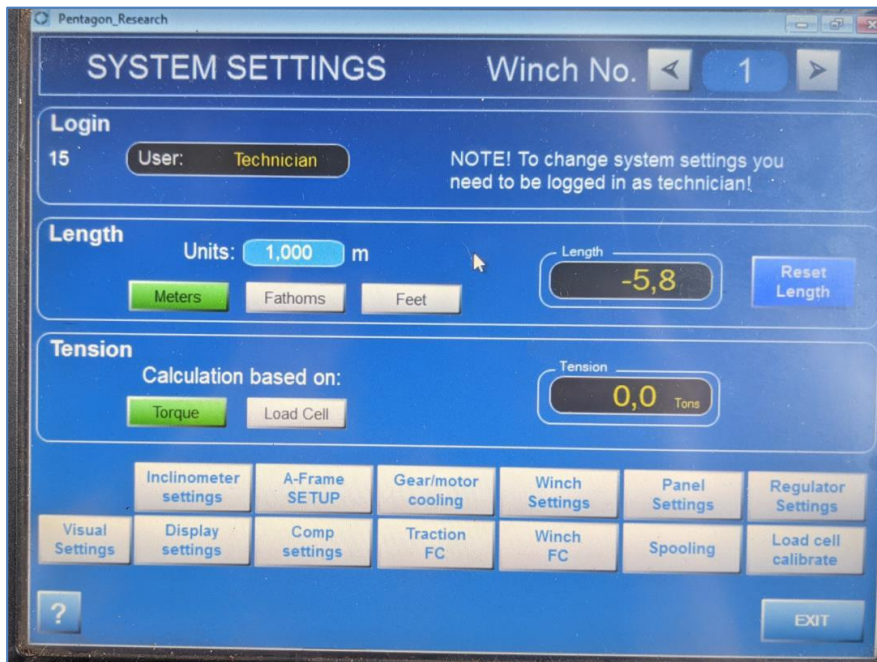 Pentagon_Research
SYSTEM SETTINGS
Winch No. < 1 >
Login
15 User: Technician
NOTE! To change system settings you
need to be logged in as technician!
Length
Units: 1,000 m
Meters Fathoms Feet
Length
-5,8
Reset
Length
Tension
Calculation based on:
Torque Load Cell
Tension
0,0 Tons
Inclinometer
settings
A-Frame
SETUP
Gear/motor
cooling
Winch
Settings
Panel
Settings
Regulator
Settings
Visual
Settings
Display
settings
Comp
settings
Traction
FC
Winch
FC
Spooling
Load cell
calibrate
?
EXIT